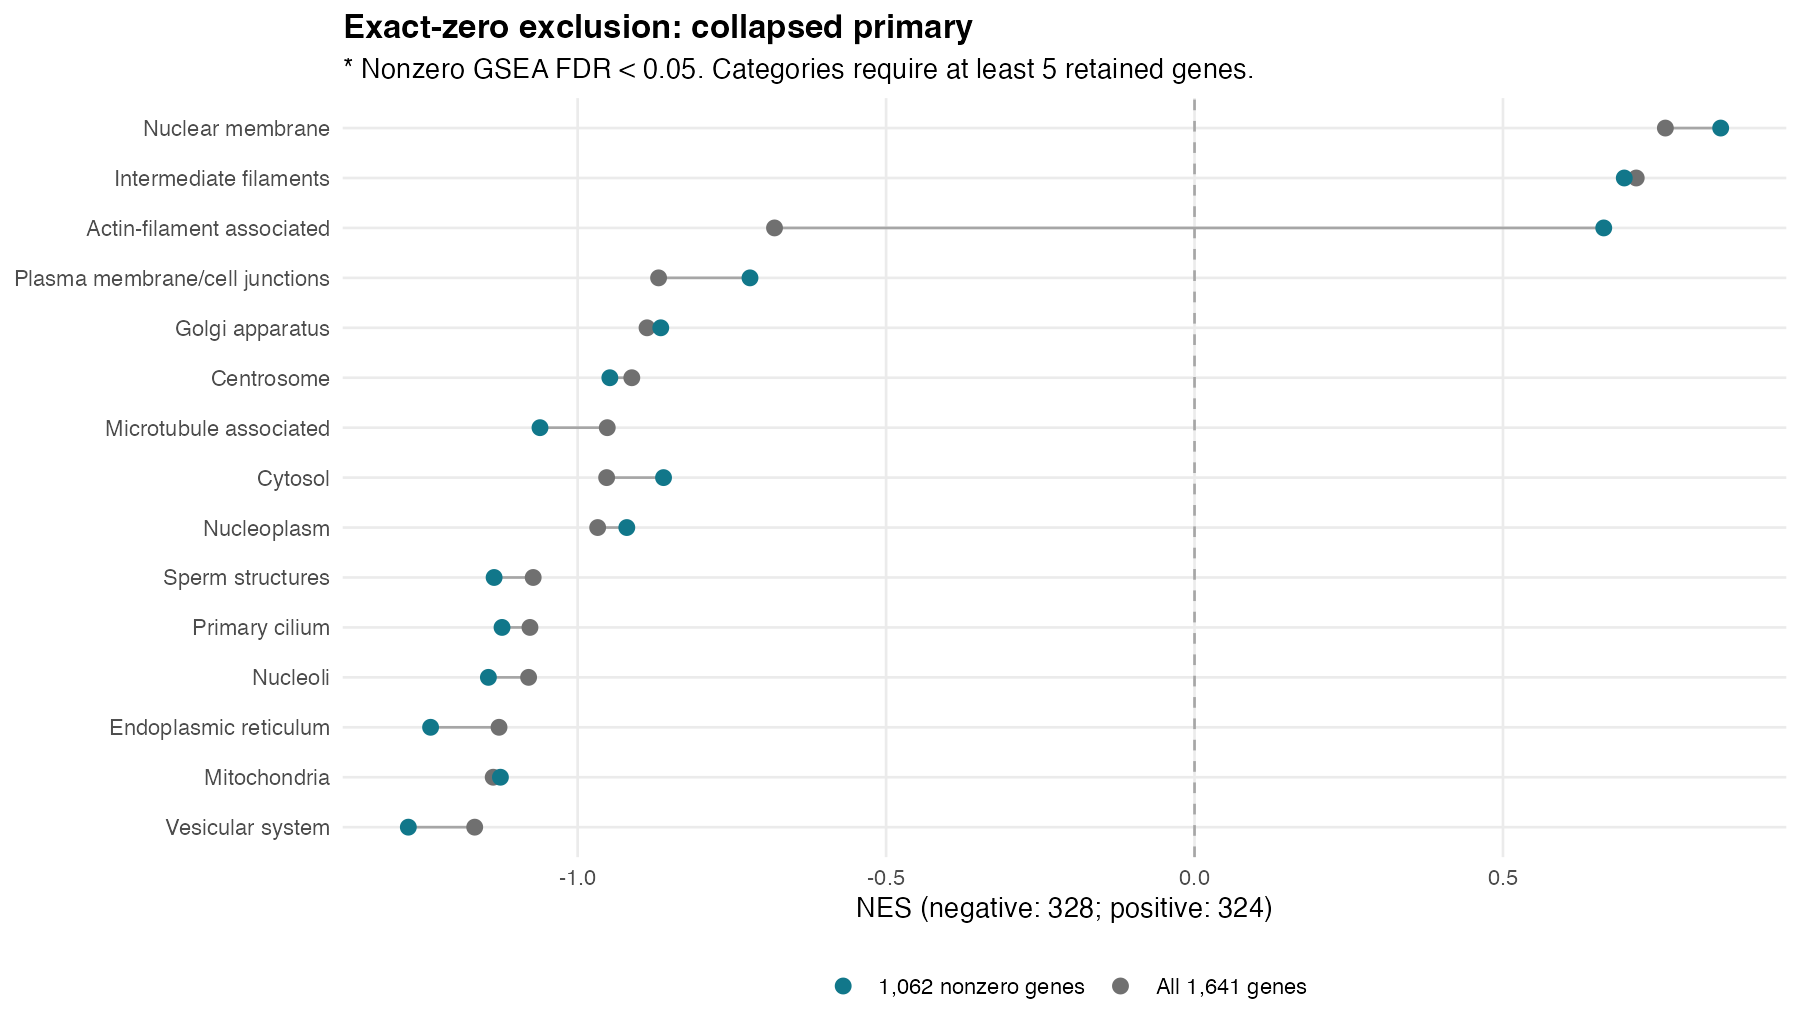 Exact-zero exclusion: collapsed primary
* Nonzero GSEA FDR < 0.05. Categories require at least 5 retained genes.
Nuclear membrane
Intermediate filaments
Actin-filament associated
Plasma membrane/cell junctions
Golgi apparatus
Centrosome
Microtubule associated
Cytosol
Nucleoplasm
Sperm structures
Primary cilium
Nucleoli
Endoplasmic reticulum
Mitochondria
Vesicular system
-1.0 -0.5 0.0 0.5
NES (negative: 328; positive: 324)
1,062 nonzero genes All 1,641 genes